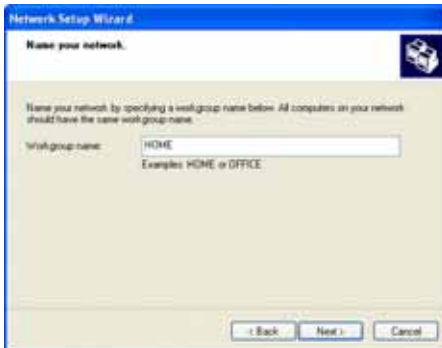 Network Setup Wizard
Name your network.
Name your network by specifying a workgroup name below. All computers on your network
should have the same workgroup name.
Workgroup name: HOME
Examples: HOME or OFFICE
< Back Next > Cancel